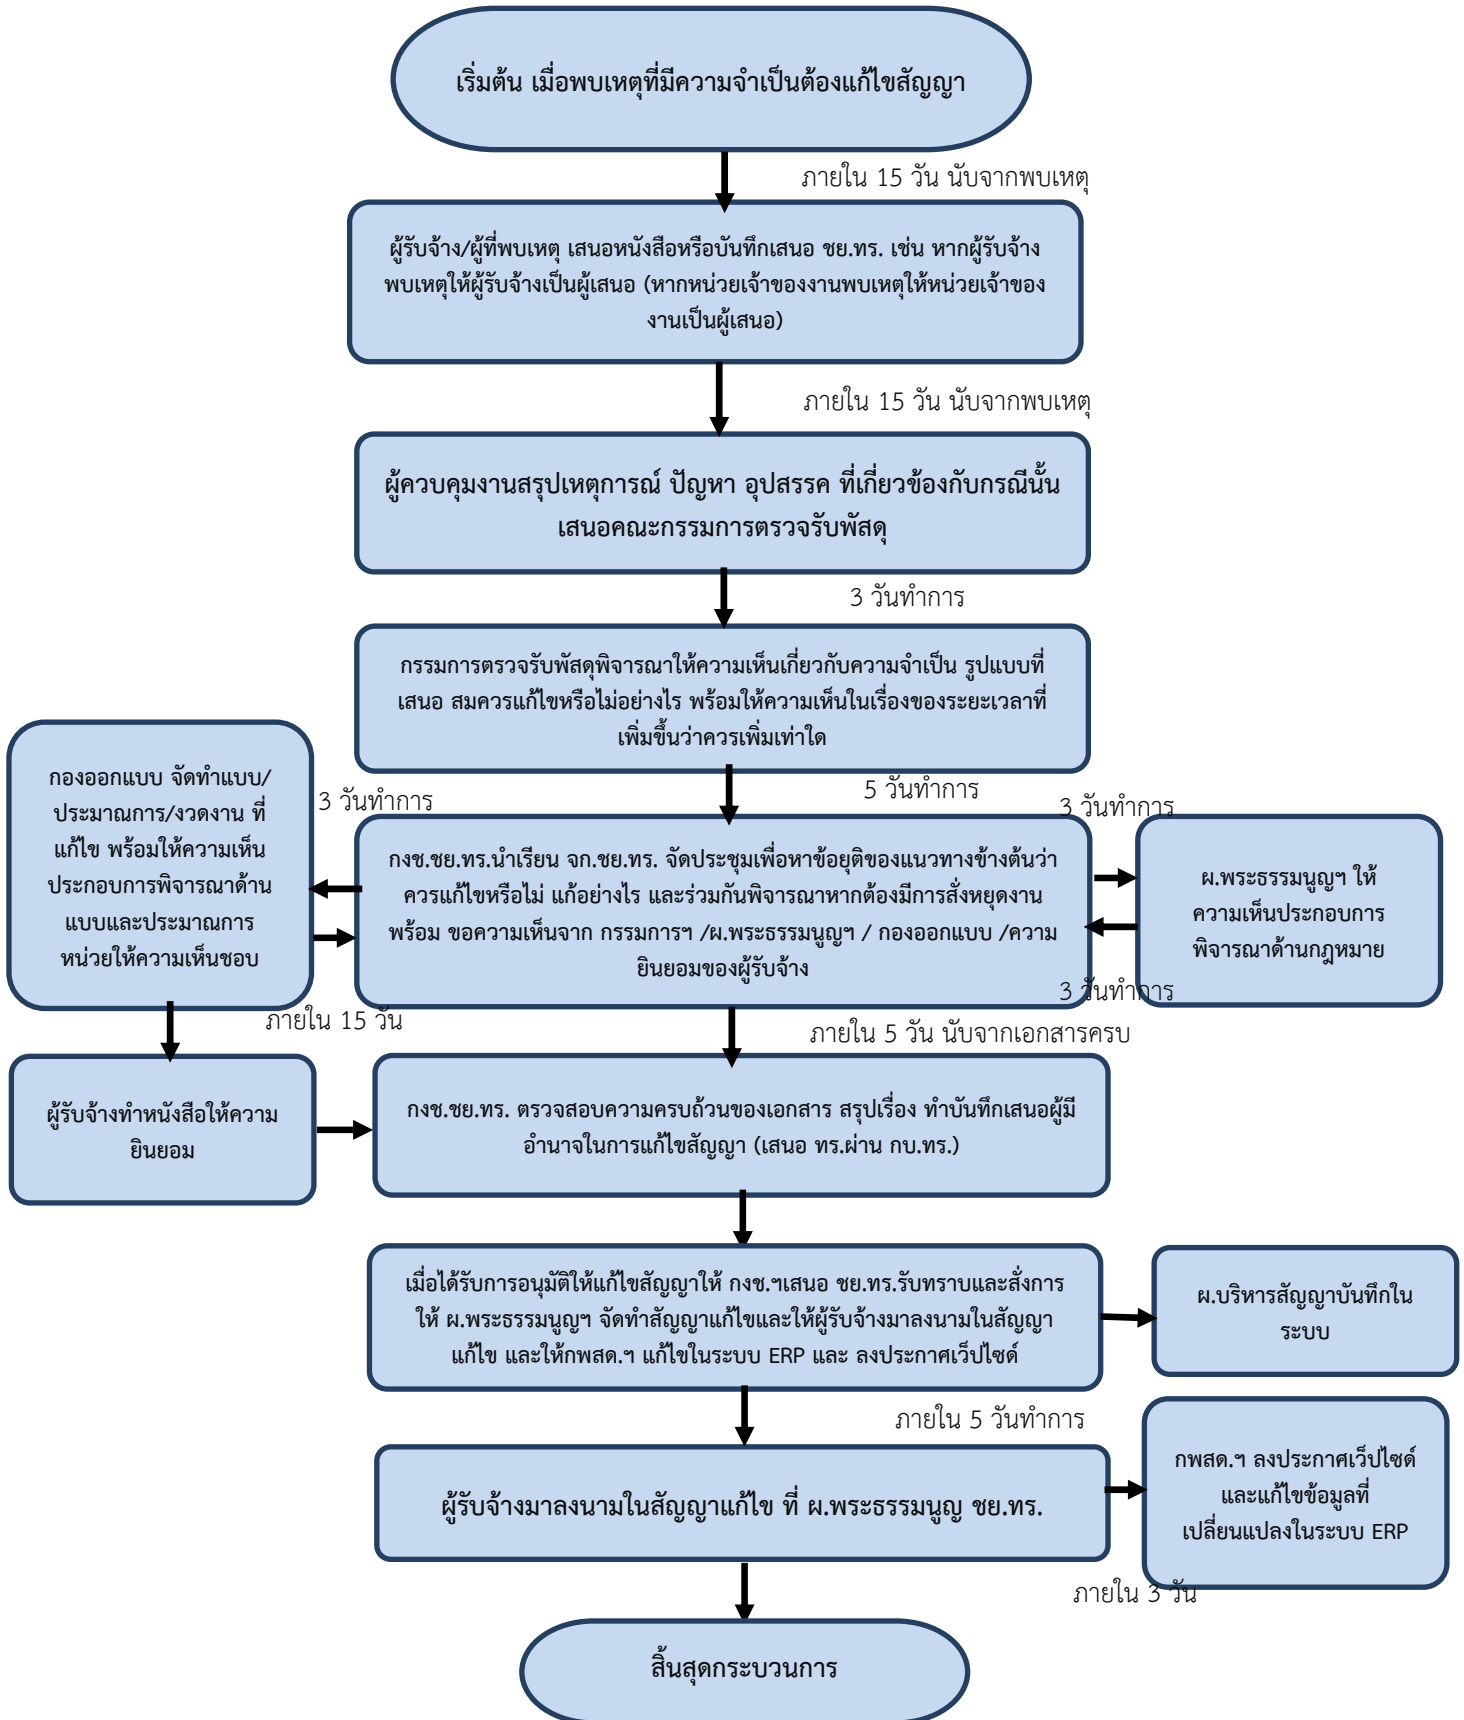 เริ่มต้น เมื่อพบเหตุที่มีความจำเป็นต้องแก้ไขสัญญา
ภายใน 15 วัน นับจากพบเหตุ
ผู้รับจ้าง/ผู้ที่พบเหตุ เสนอหนังสือหรือบันทึกเสนอ ชย.ทร. เช่น หากผู้รับจ้าง
พบเหตุให้ผู้รับจ้างเป็นผู้เสนอ (หากหน่วยเจ้าของงานพบเหตุให้หน่วยเจ้าของ
งานเป็นผู้เสนอ)
ภายใน 15 วัน นับจากพบเหตุ
ผู้ควบคุมงานสรุปเหตุการณ์ ปัญหา อุปสรรค ที่เกี่ยวข้องกับกรณีนั้น
เสนอคณะกรรมการตรวจรับพัสดุ
3 วันทำการ
กรรมการตรวจรับพัสดุพิจารณาให้ความเห็นเกี่ยวกับความจำเป็น รูปแบบที่
เสนอ สมควรแก้ไขหรือไม่อย่างไร พร้อมให้ความเห็นในเรื่องของระยะเวลาที่
เพิ่มขึ้นว่าควรเพิ่มเท่าใด
5 วันทำการ
กองออกแบบ จัดทำแบบ/
ประมาณการ/งวดงาน ที่
แก้ไข พร้อมให้ความเห็น
ประกอบการพิจารณาด้าน
แบบและประมาณการ
หน่วยให้ความเห็นชอบ
3 วันทำการ
กงช.ชย.ทร.นำเรียน จก.ชย.ทร. จัดประชุมเพื่อหาข้อยุติของแนวทางข้างต้นว่า
ควรแก้ไขหรือไม่ แก้อย่างไร และร่วมกันพิจารณาหากต้องมีการสั่งหยุดงาน
พร้อม ขอความเห็นจาก กรรมการฯ /ผ.พระธรรมนูญฯ / กองออกแบบ /ความ
ยินยอมของผู้รับจ้าง
3 วันทำการ
ผ.พระธรรมนูญฯ ให้
ความเห็นประกอบการ
พิจารณาด้านกฎหมาย
3 วันทำการ
ภายใน 15 วัน
ภายใน 5 วัน นับจากเอกสารครบ
ผู้รับจ้างทำหนังสือให้ความ
ยินยอม
กงช.ชย.ทร. ตรวจสอบความครบถ้วนของเอกสาร สรุปเรื่อง ทำบันทึกเสนอผู้มี
อำนาจในการแก้ไขสัญญา (เสนอ ทร.ผ่าน กบ.ทร.)
เมื่อได้รับการอนุมัติให้แก้ไขสัญญาให้ กงช.ฯเสนอ ชย.ทร.รับทราบและสั่งการ
ให้ ผ.พระธรรมนูญฯ จัดทำสัญญาแก้ไขและให้ผู้รับจ้างมาลงนามในสัญญา
แก้ไข และให้กพสด.ฯ แก้ไขในระบบ ERP และ ลงประกาศเว็ปไซด์
ผ.บริหารสัญญาบันทึกใน
ระบบ
ภายใน 5 วันทำการ
ผู้รับจ้างมาลงนามในสัญญาแก้ไข ที่ ผ.พระธรรมนูญ ชย.ทร.
กพสด.ฯ ลงประกาศเว็ปไซด์
และแก้ไขข้อมูลที่
เปลี่ยนแปลงในระบบ ERP
ภายใน 3 วัน
สิ้นสุดกระบวนการ